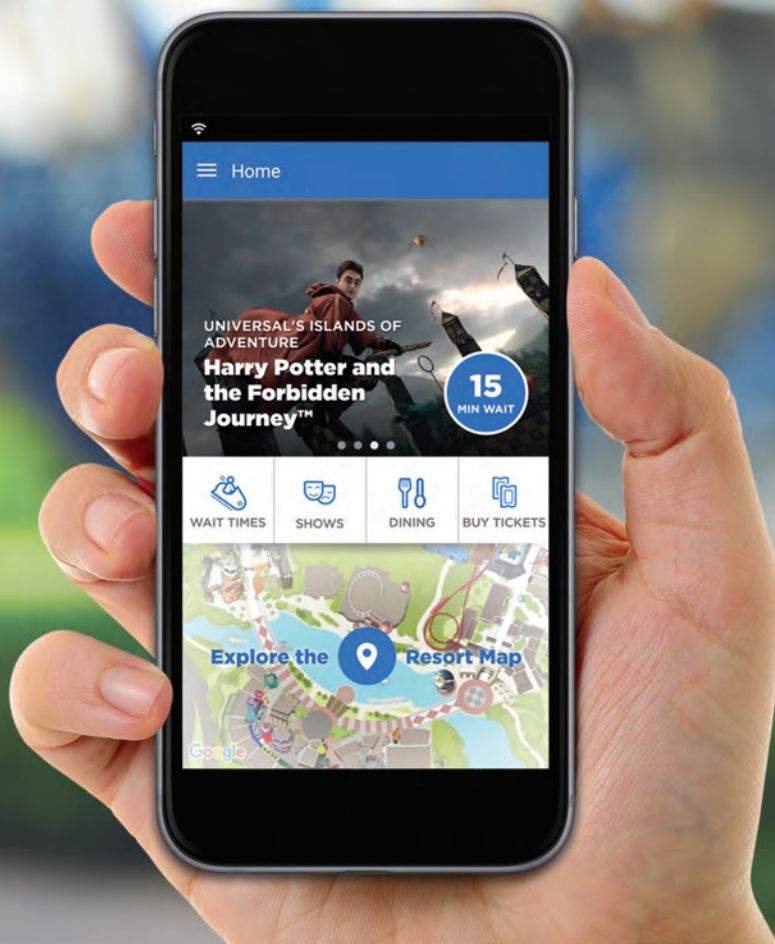 Home
UNIVERSAL'S ISLANDS OF
ADVENTURE
Harry Potter and
the Forbidden
Journey™
15
MIN WAIT
WAIT TIMES
SHOWS
DINING
BUY TICKETS
Explore the Resort Map
Google